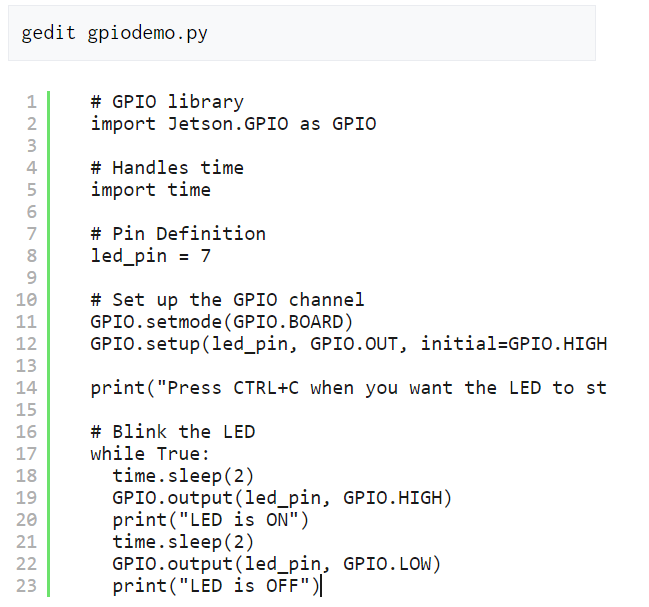 gedit gpiodemo.py
1 # GPIO library
2 import Jetson.GPIO as GPIO
3
4 # Handles time
5 import time
6
7 # Pin Definition
8 led_pin = 7
9
10 # Set up the GPIO channel
11 GPIO.setmode(GPIO.BOARD)
12 GPIO.setup(led_pin, GPIO.OUT, initial=GPIO.HIGH
13
14 print("Press CTRL+C when you want the LED to st
15
16 # Blink the LED
17 while True:
18   time.sleep(2)
19   GPIO.output(led_pin, GPIO.HIGH)
20   print("LED is ON")
21   time.sleep(2)
22   GPIO.output(led_pin, GPIO.LOW)
23   print("LED is OFF")